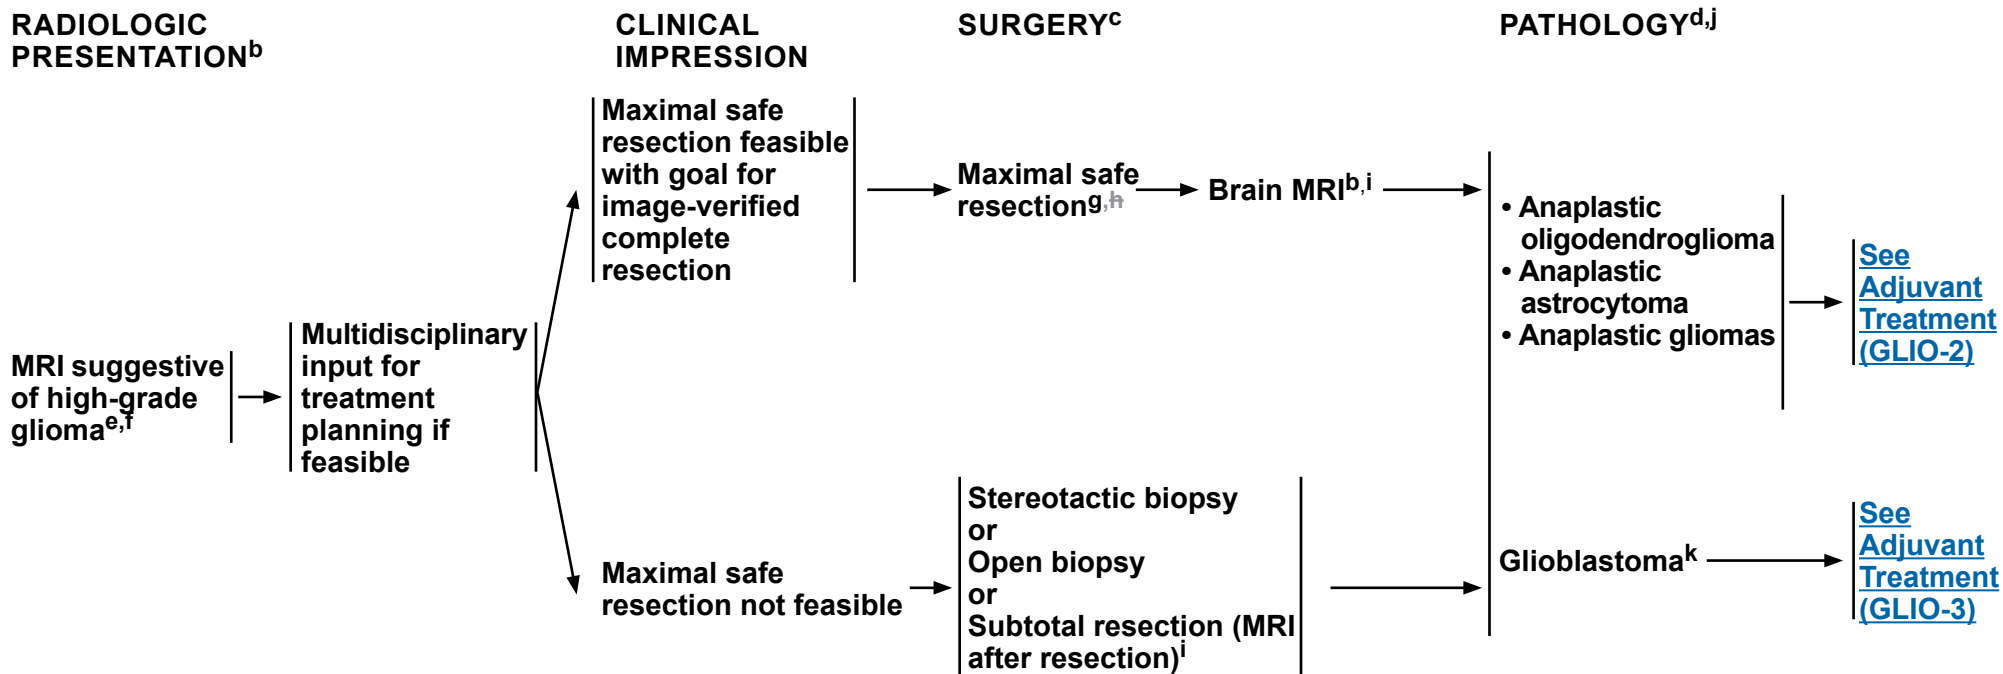 RADIOLOGIC
PRESENTATIONb
CLINICAL
IMPRESSION
SURGERYc
PATHOLOGYd,j
MRI suggestive
of high-grade
gliomae,f
Multidisciplinary
input for
treatment
planning if
feasible
Maximal safe
resection feasible
with goal for
image-verified
complete
resection
Maximal safe
resectiong,h
Brain MRIb,i
• Anaplastic
oligodendroglioma
• Anaplastic
astrocytoma
• Anaplastic gliomas
See
Adjuvant
Treatment
(GLIO-2)
Maximal safe
resection not feasible
Stereotactic biopsy
or
Open biopsy
or
Subtotal resection (MRI
after resection)i
Glioblastomak
See
Adjuvant
Treatment
(GLIO-3)